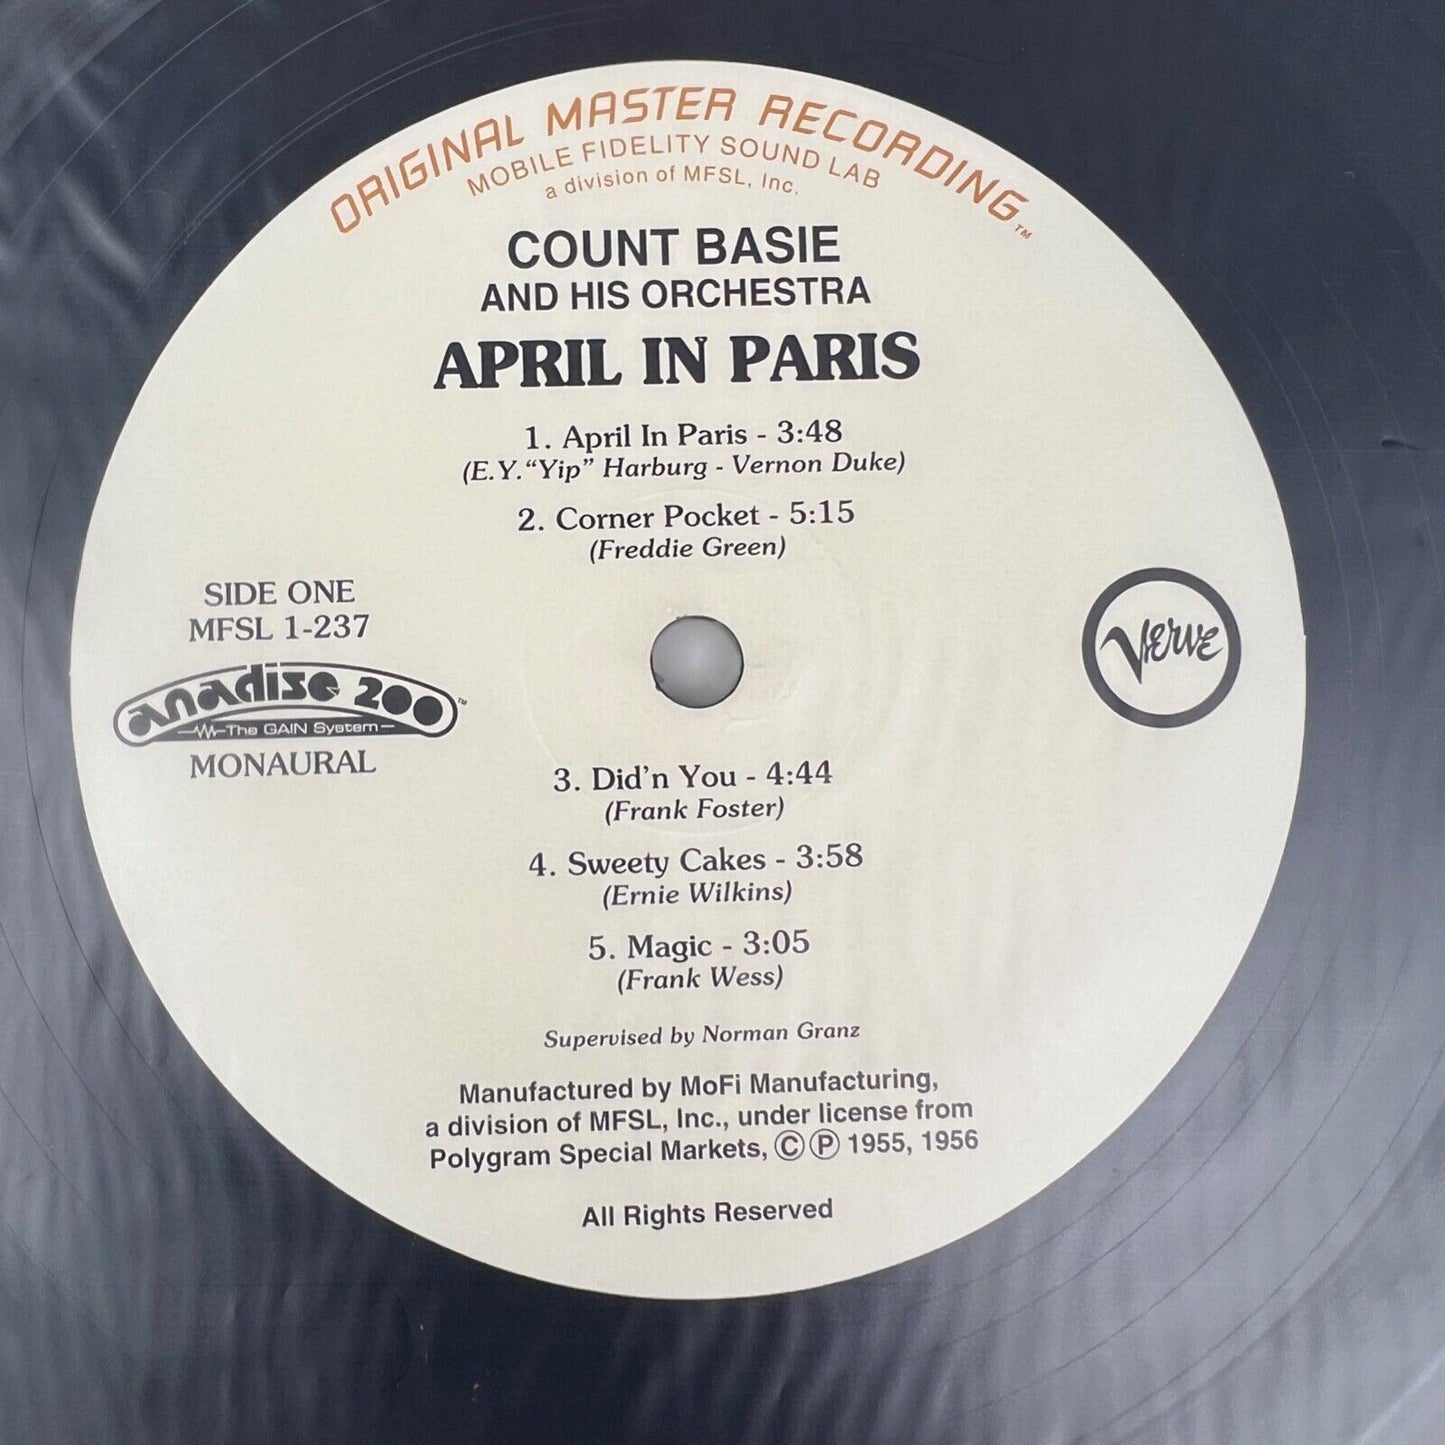 ORIGINAL MASTER RECORDING™
MOBILE FIDELITY SOUND LAB
a division of MFSL, Inc.
COUNT BASIE
AND HIS ORCHESTRA
APRIL IN PARIS
1. April In Paris - 3:48
(E.Y.“Yip” Harburg - Vernon Duke)
2. Corner Pocket - 5:15
(Freddie Green)
SIDE ONE
MFSL 1-237
anadisc 200™
The GAIN System
MONAURAL
Verve
3. Did'n You - 4:44
(Frank Foster)
4. Sweety Cakes - 3:58
(Ernie Wilkins)
5. Magic - 3:05
(Frank Wess)
Supervised by Norman Granz
Manufactured by MoFi Manufacturing,
a division of MFSL, Inc., under license from
Polygram Special Markets, Ⓒ Ⓟ 1955, 1956
All Rights Reserved